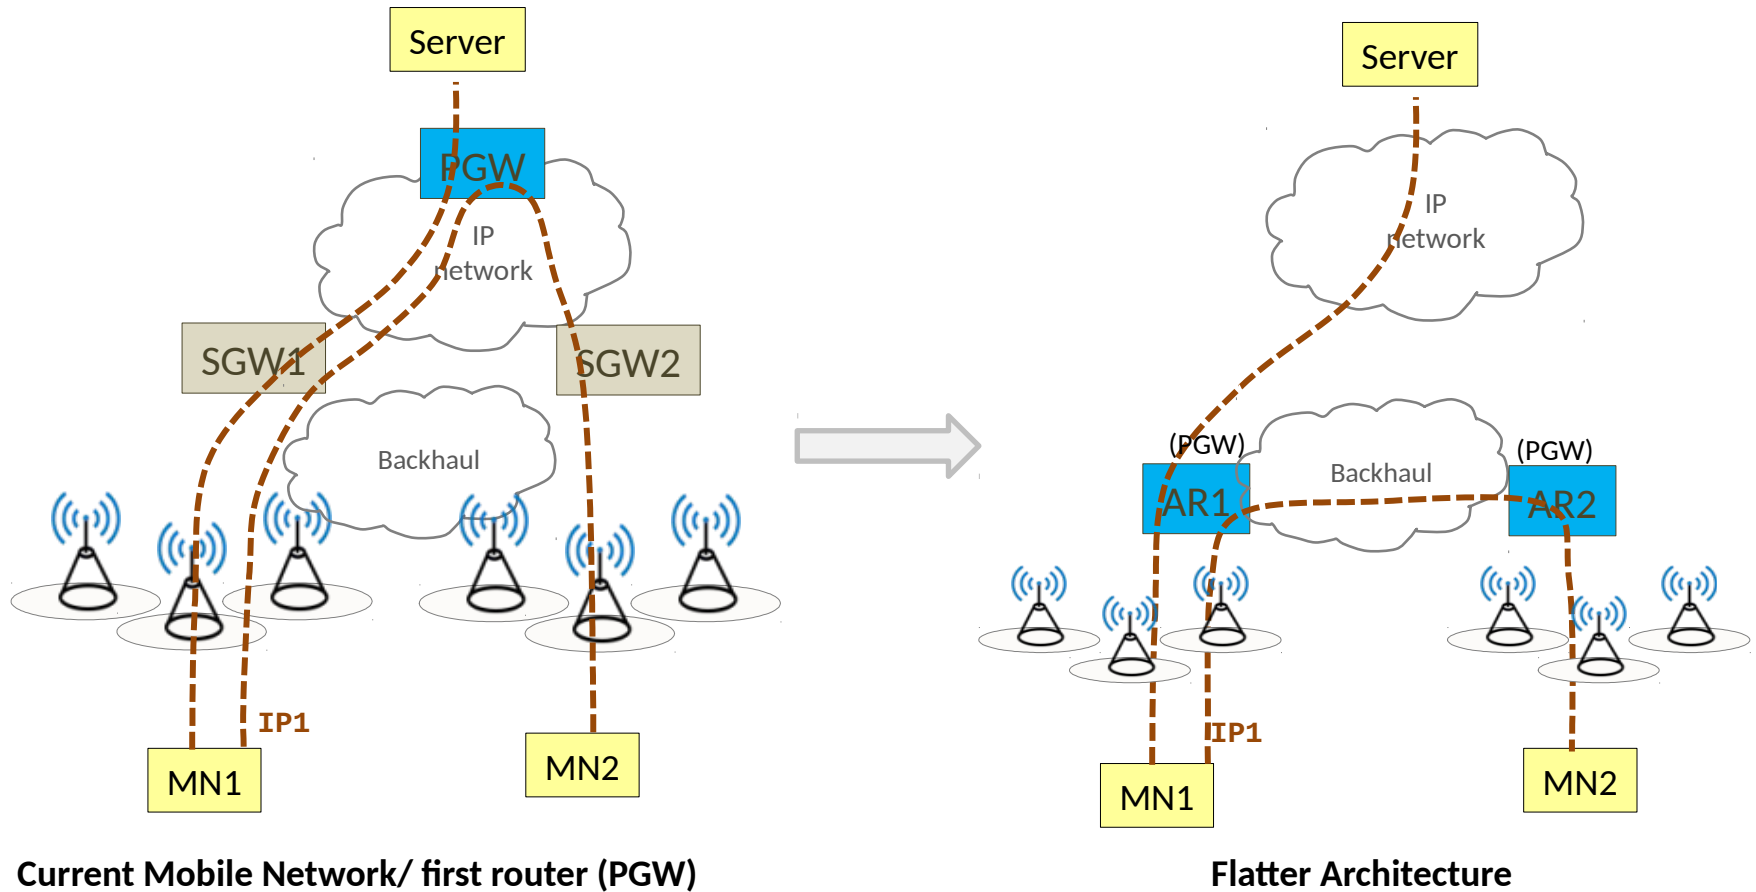 Server
PGW
IP
network
SGW1
SGW2
Backhaul
IP1
MN1
MN2
Current Mobile Network/ first router (PGW)
Server
IP
network
(PGW)
(PGW)
AR1
Backhaul
AR2
IP1
MN1
MN2
Flatter Architecture